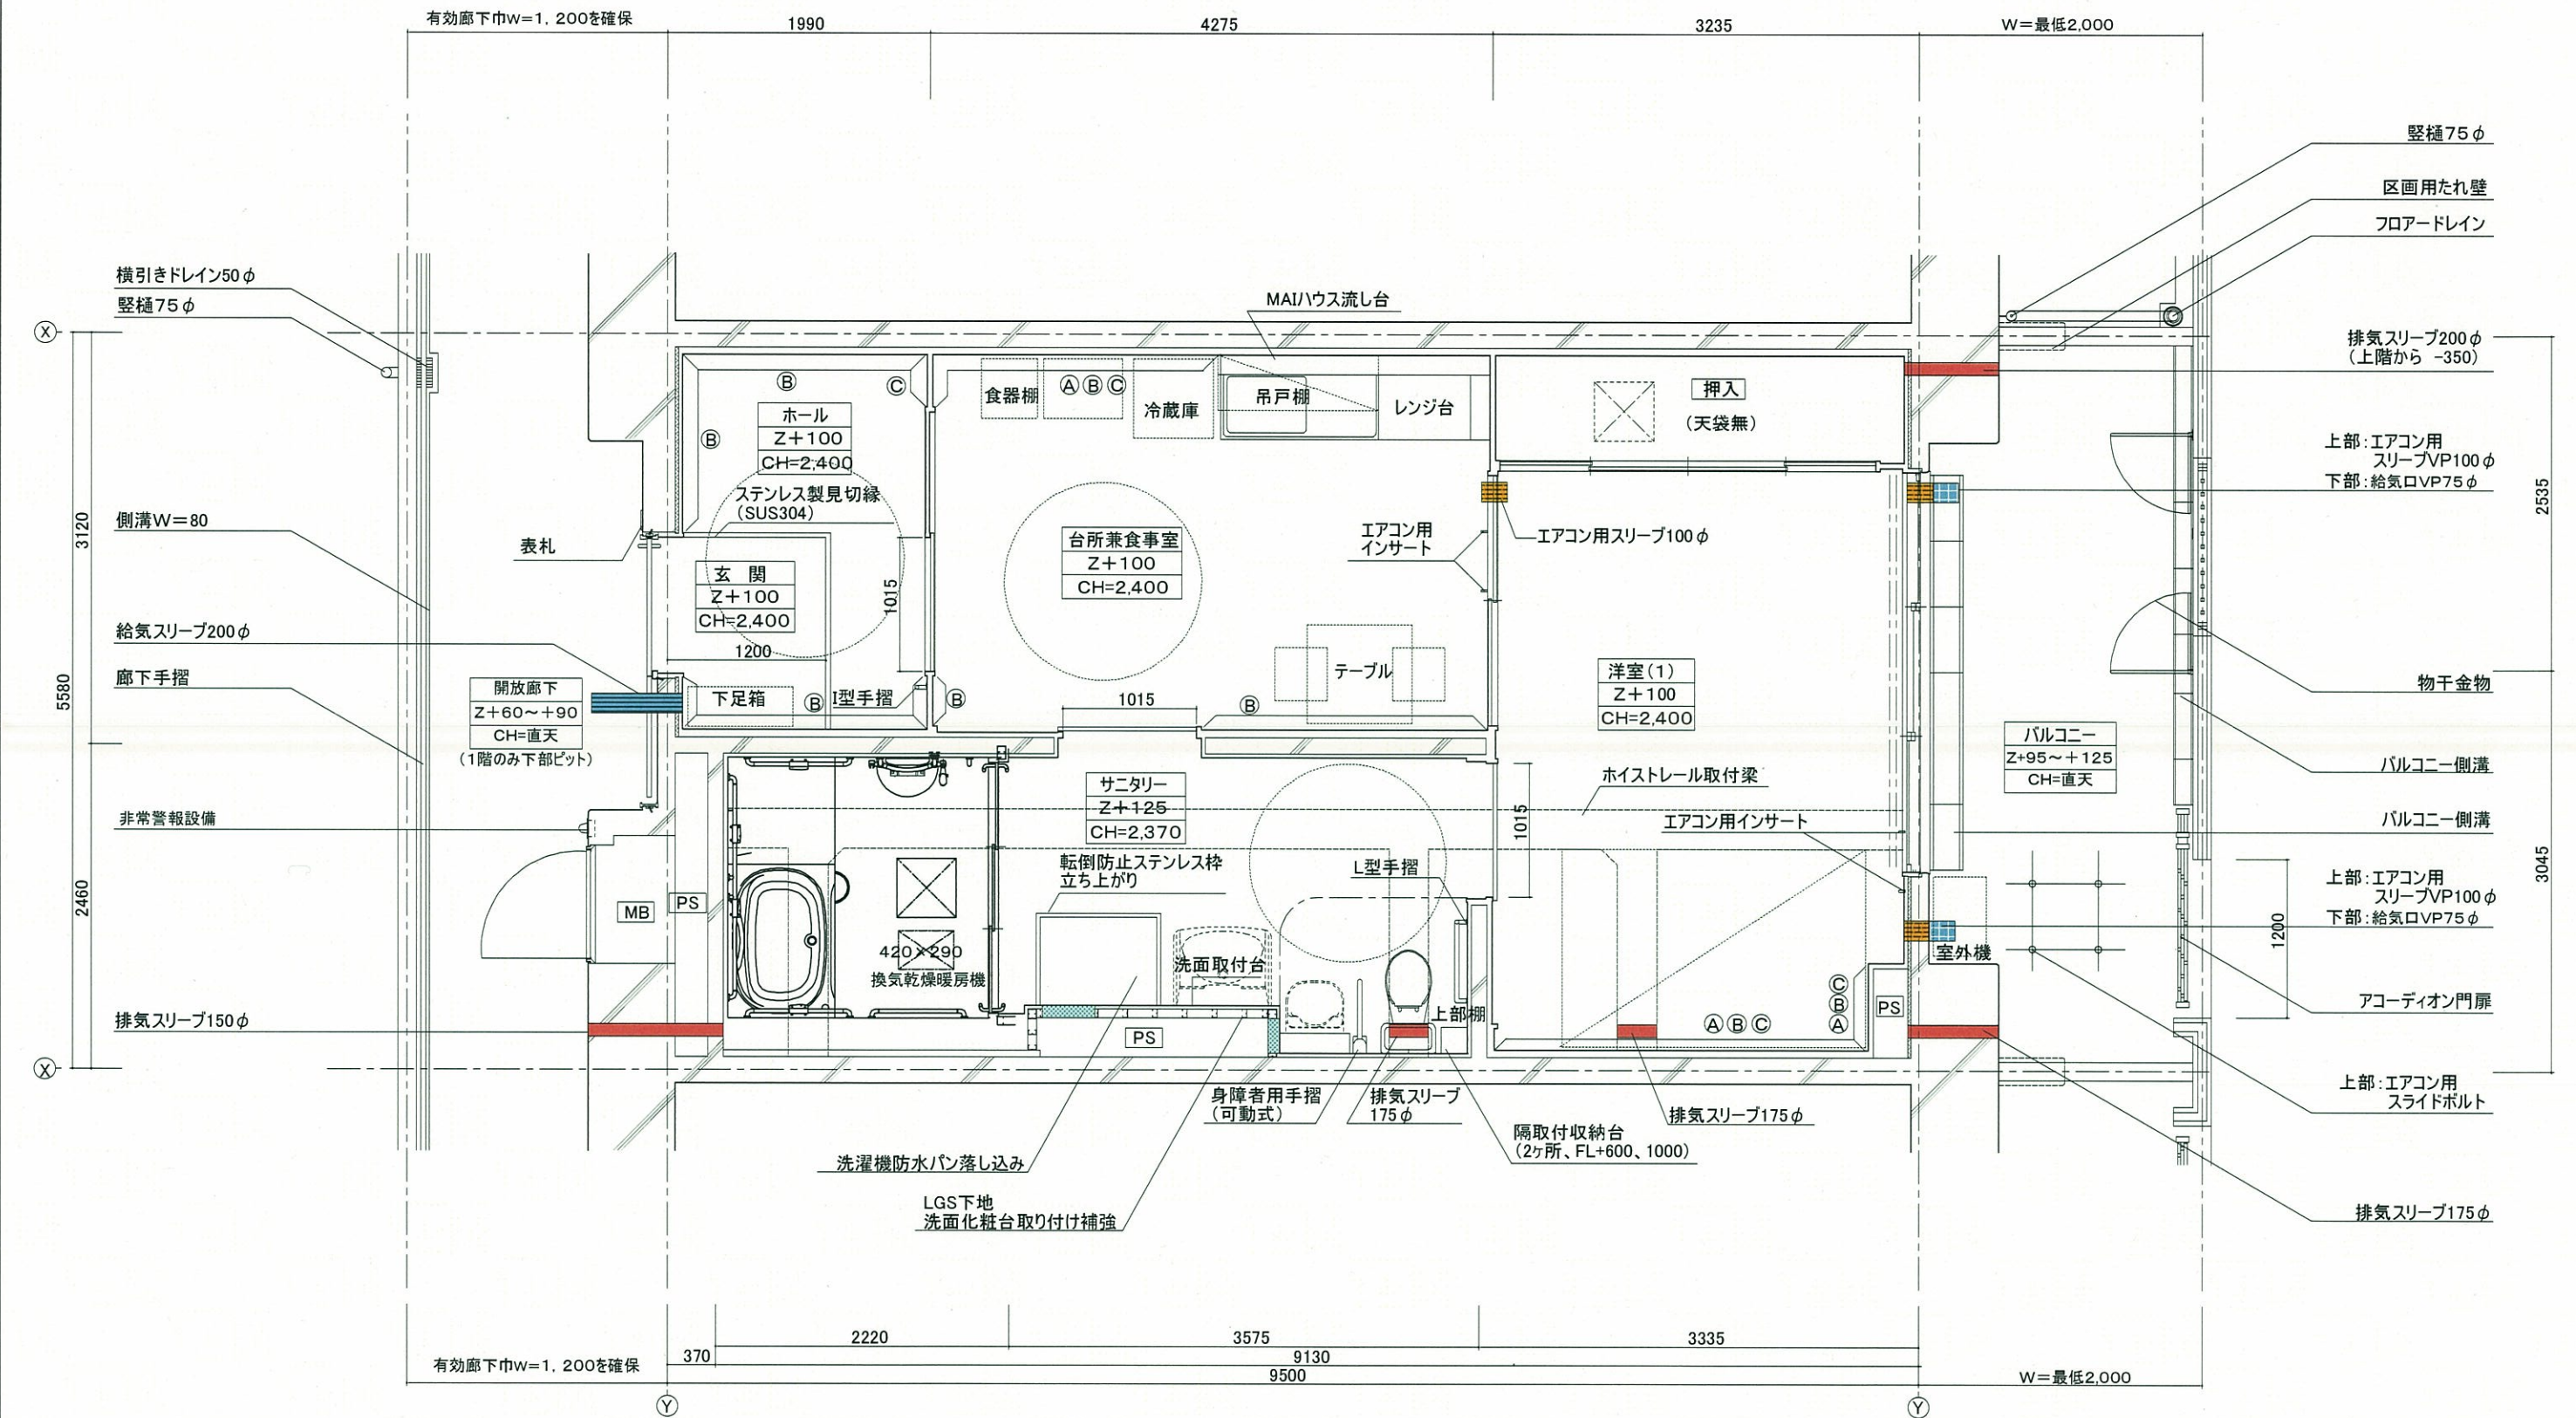 有効廊下巾W=1,200を確保
1990
4275
3235
W=最低2,000
竪樋75φ
区画用たれ壁
フロアードレイン
横引きドレイン50φ
竪樋75φ
MAIハウス流し台
X
排気スリーブ200φ
(上階から -350)
B
C
食器棚
A B C
冷蔵庫
吊戸棚
レンジ台
押入
(天袋無)
ホール
Z+100
CH=2,400
B
上部:エアコン用
スリーブVP100φ
下部:給気口VP75φ
ステンレス製見切縁
(SUS304)
側溝W=80
3120
2535
表札
エアコン用
インサート
エアコン用スリーブ100φ
台所兼食事室
Z+100
CH=2,400
玄 関
Z+100
CH=2,400
1015
給気スリーブ200φ
1200
廊下手摺
5580
開放廊下
Z+60~+90
CH=直天
(1階のみ下部ピット)
下足箱
B
I型手摺
B
1015
B
テーブル
洋室(1)
Z+100
CH=2,400
物干金物
バルコニー
Z+95~+125
CH=直天
バルコニー側溝
サニタリー
Z+125
CH=2,370
ホイストレール取付梁
1015
非常警報設備
エアコン用インサート
バルコニー側溝
転倒防止ステンレス枠
立ち上がり
L型手摺
3045
2460
MB
PS
上部:エアコン用
スリーブVP100φ
下部:給気口VP75φ
1200
420×290
換気乾燥暖房機
洗面取付台
室外機
C
B
A
PS
アコーディオン門扉
排気スリーブ150φ
上部棚
A B C
PS
X
身障者用手摺
(可動式)
排気スリーブ
175φ
排気スリーブ175φ
上部:エアコン用
スライドボルト
隔取付収納台
(2ヶ所、FL+600、1000)
洗濯機防水パン落し込み
LGS下地
洗面化粧台取り付け補強
排気スリーブ175φ
2220
3575
3335
370
9130
有効廊下巾W=1,200を確保
9500
W=最低2,000
Y
Y